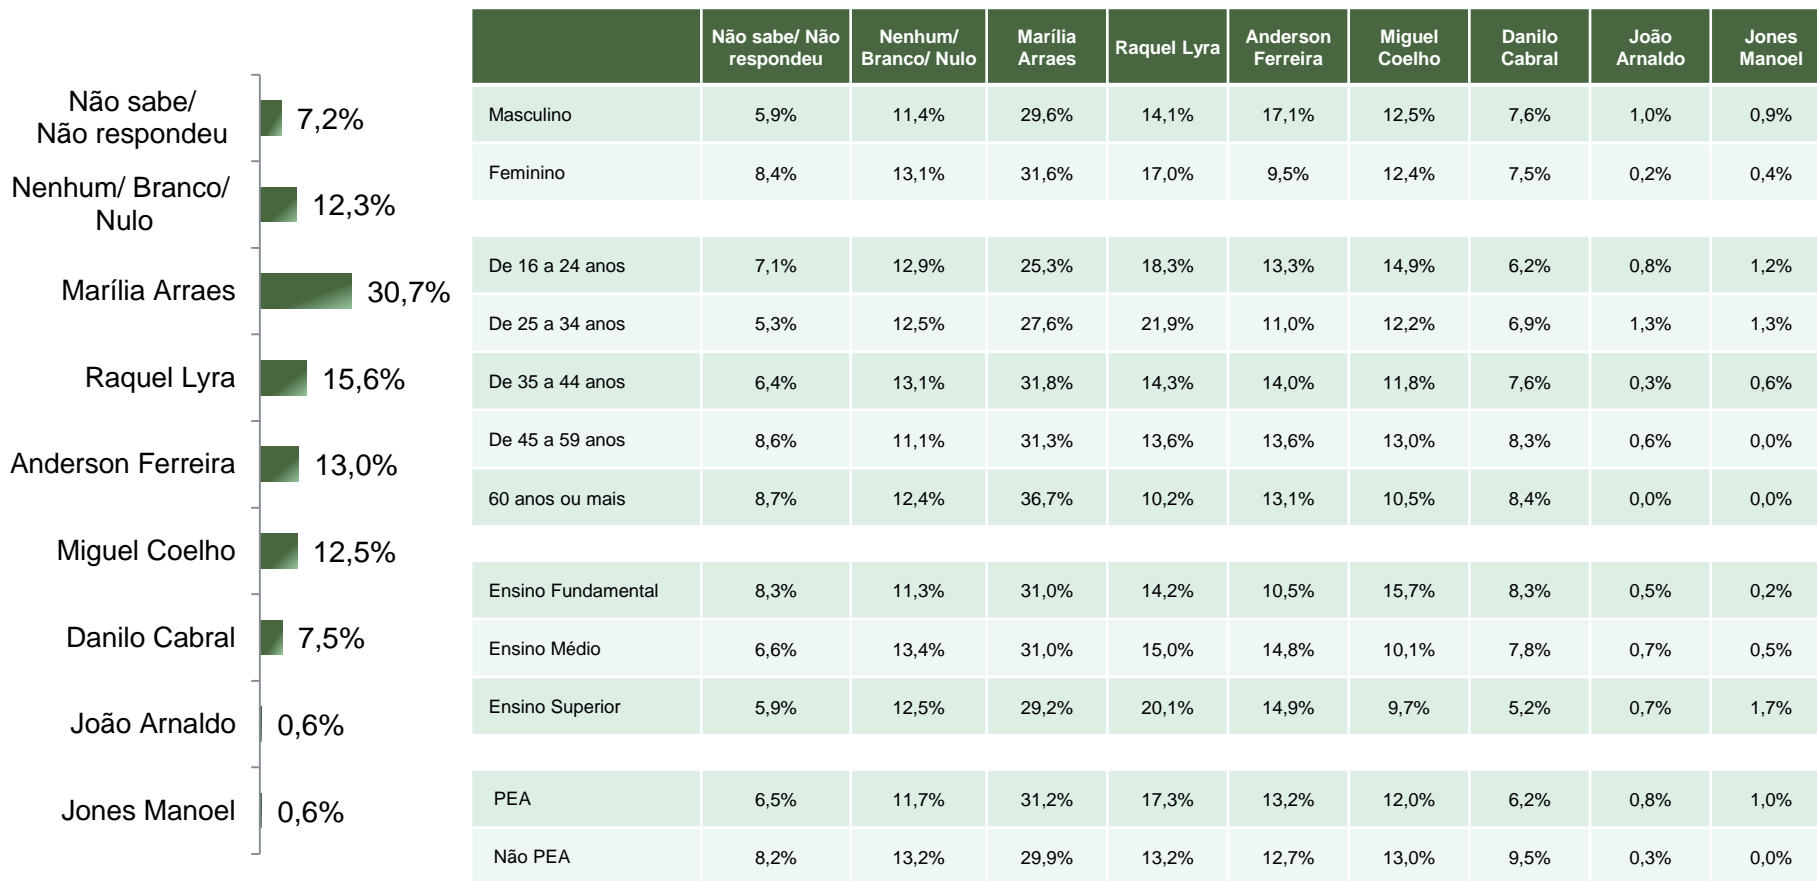 Não sabe/
Não respondeu
7,2%
Nenhum/ Branco/
Nulo
12,3%
Marília Arraes
30,7%
Raquel Lyra
15,6%
Anderson Ferreira
13,0%
Miguel Coelho
12,5%
Danilo Cabral
7,5%
João Arnaldo
0,6%
Jones Manoel
0,6%
Não sabe/ Não respondeu Nenhum/ Branco/ Nulo Marília Arraes Raquel Lyra Anderson Ferreira Miguel Coelho Danilo Cabral João Arnaldo Jones Manoel
Masculino 5,9% 11,4% 29,6% 14,1% 17,1% 12,5% 7,6% 1,0% 0,9%
Feminino 8,4% 13,1% 31,6% 17,0% 9,5% 12,4% 7,5% 0,2% 0,4%
De 16 a 24 anos 7,1% 12,9% 25,3% 18,3% 13,3% 14,9% 6,2% 0,8% 1,2%
De 25 a 34 anos 5,3% 12,5% 27,6% 21,9% 11,0% 12,2% 6,9% 1,3% 1,3%
De 35 a 44 anos 6,4% 13,1% 31,8% 14,3% 14,0% 11,8% 7,6% 0,3% 0,6%
De 45 a 59 anos 8,6% 11,1% 31,3% 13,6% 13,6% 13,0% 8,3% 0,6% 0,0%
60 anos ou mais 8,7% 12,4% 36,7% 10,2% 13,1% 10,5% 8,4% 0,0% 0,0%
Ensino Fundamental 8,3% 11,3% 31,0% 14,2% 10,5% 15,7% 8,3% 0,5% 0,2%
Ensino Médio 6,6% 13,4% 31,0% 15,0% 14,8% 10,1% 7,8% 0,7% 0,5%
Ensino Superior 5,9% 12,5% 29,2% 20,1% 14,9% 9,7% 5,2% 0,7% 1,7%
PEA 6,5% 11,7% 31,2% 17,3% 13,2% 12,0% 6,2% 0,8% 1,0%
Não PEA 8,2% 13,2% 29,9% 13,2% 12,7% 13,0% 9,5% 0,3% 0,0%